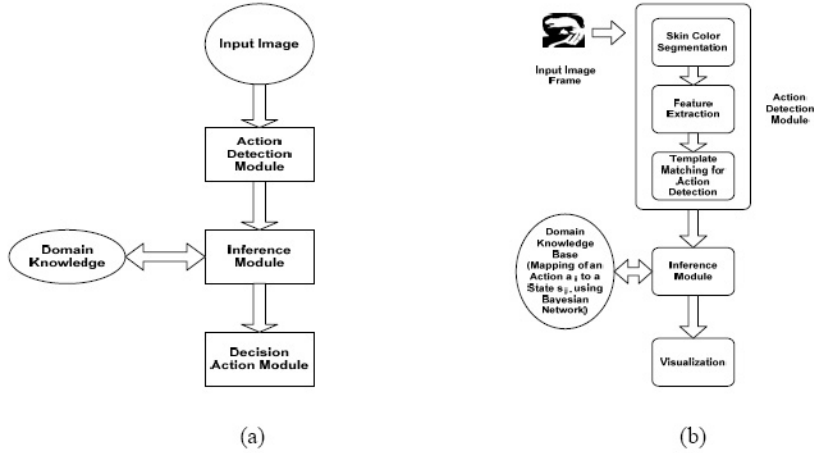 Input Image
Action
Detection
Module
Domain
Knowledge
Inference
Module
Decision
Action Module
(a)
Input Image
Frame
Skin Color
Segmentation
Feature
Extraction
Template
Matching for
Action
Detection
Action
Detection
Module
Domain
Knowledge
Base
(Mapping of an
Action a i to a
State s ij, using
Bayesian
Network)
Inference
Module
Visualization
(b)